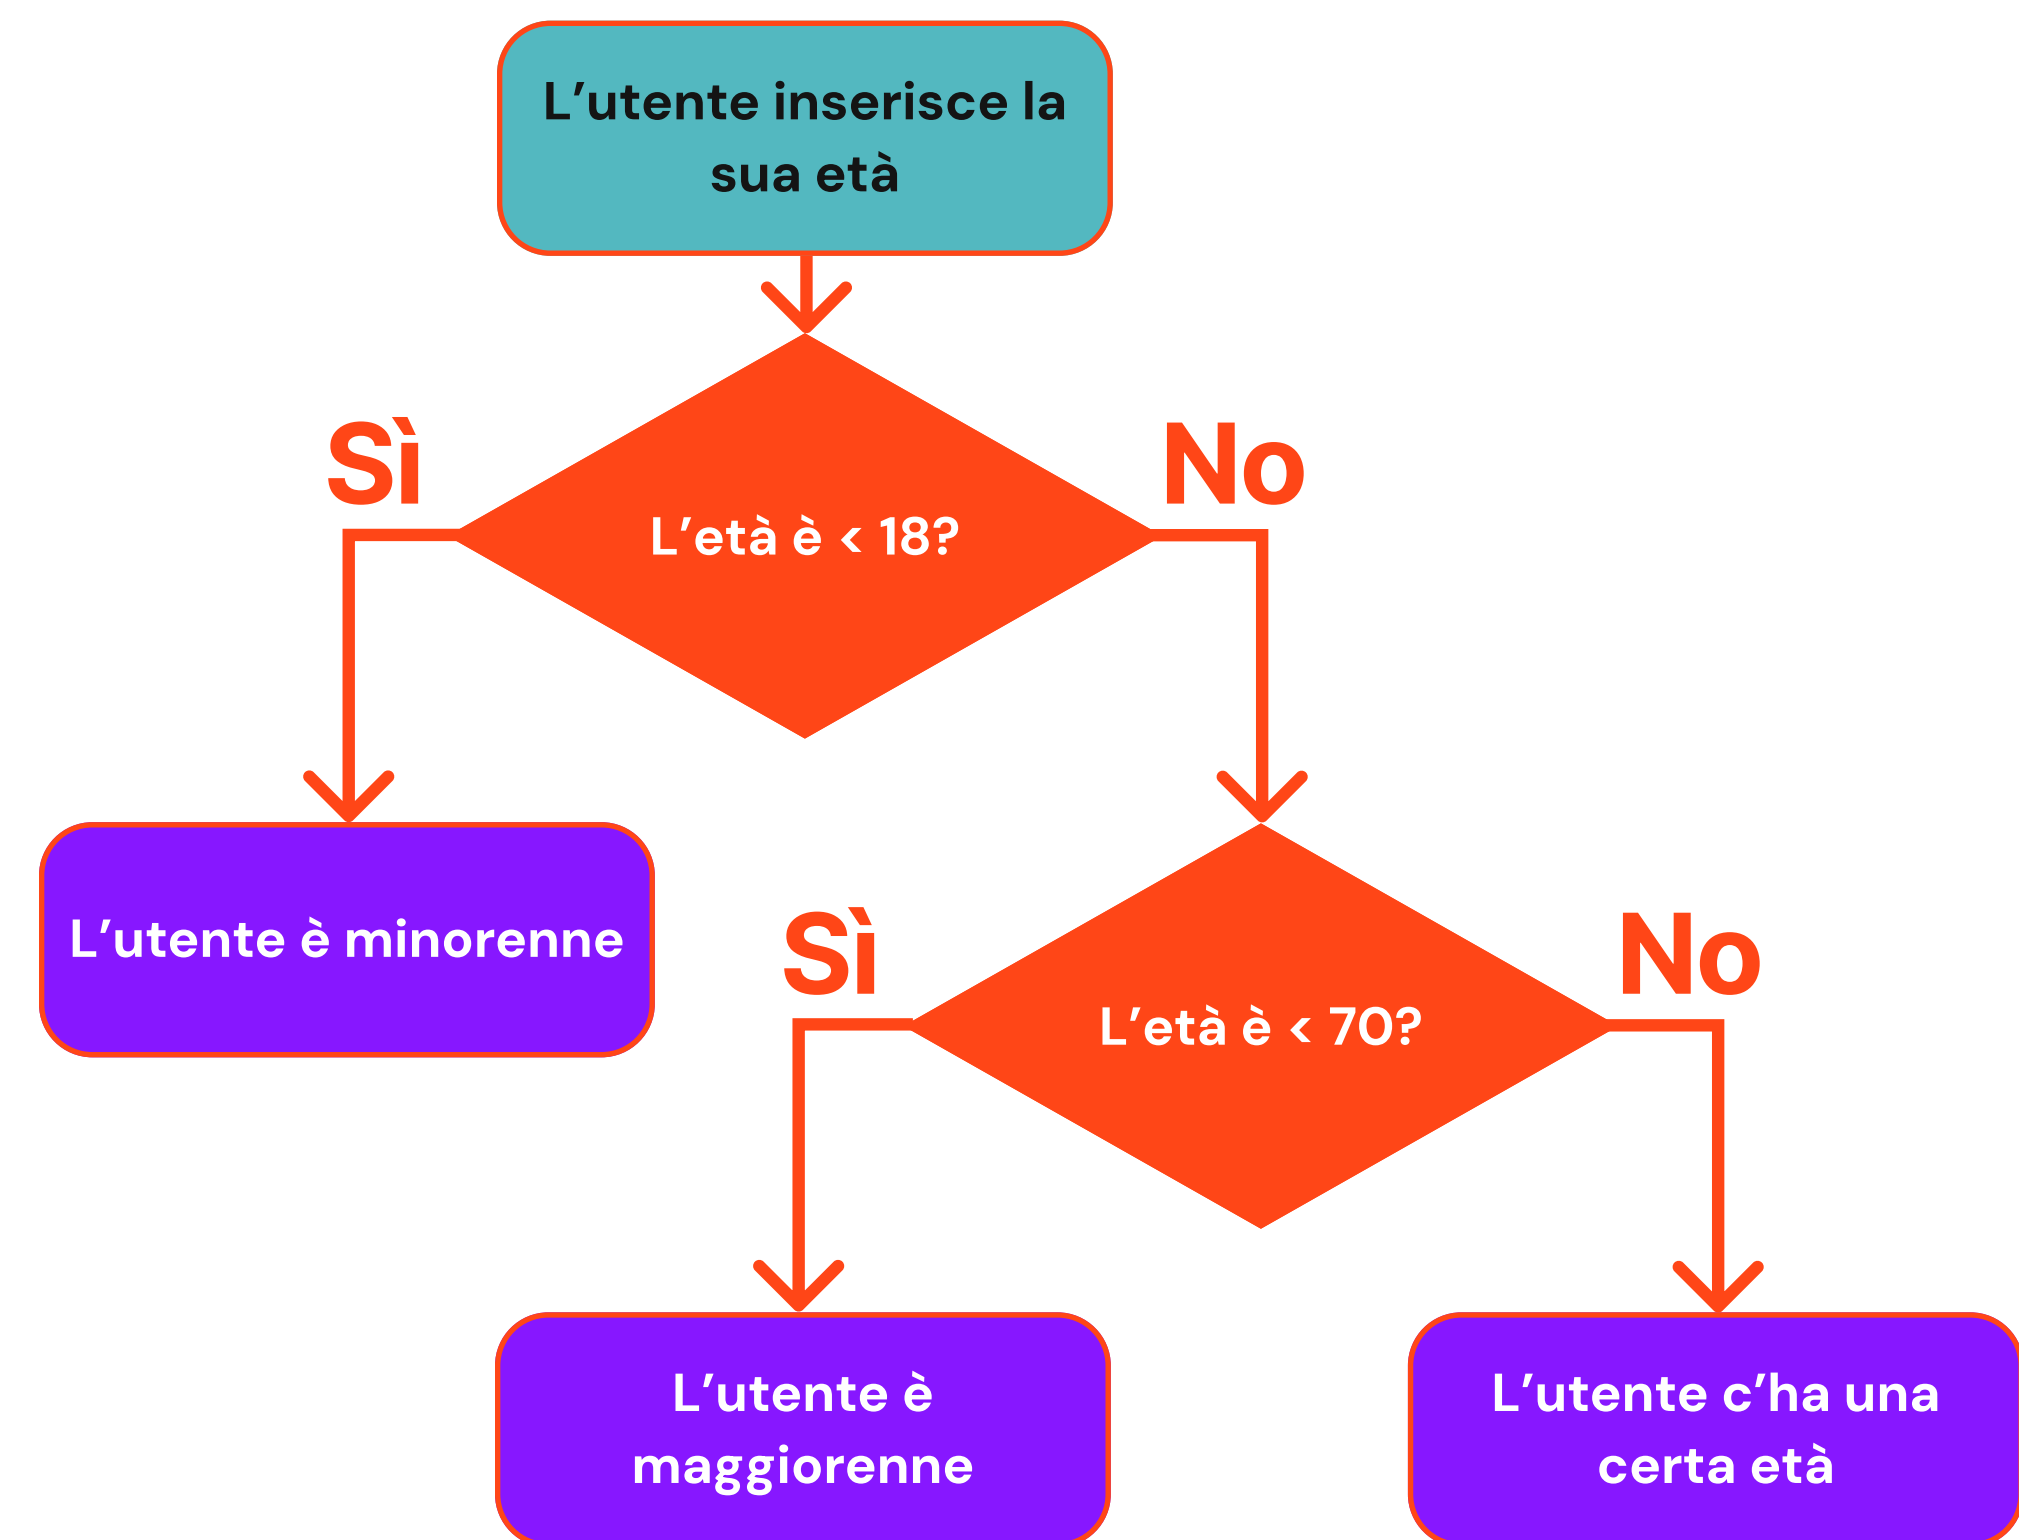 L’utente inserisce la
sua età
Sì
No
L’età è < 18?
L’utente è minorenne
Sì
No
L’età è < 70?
L’utente è
maggiorenne
L’utente c’ha una
certa età